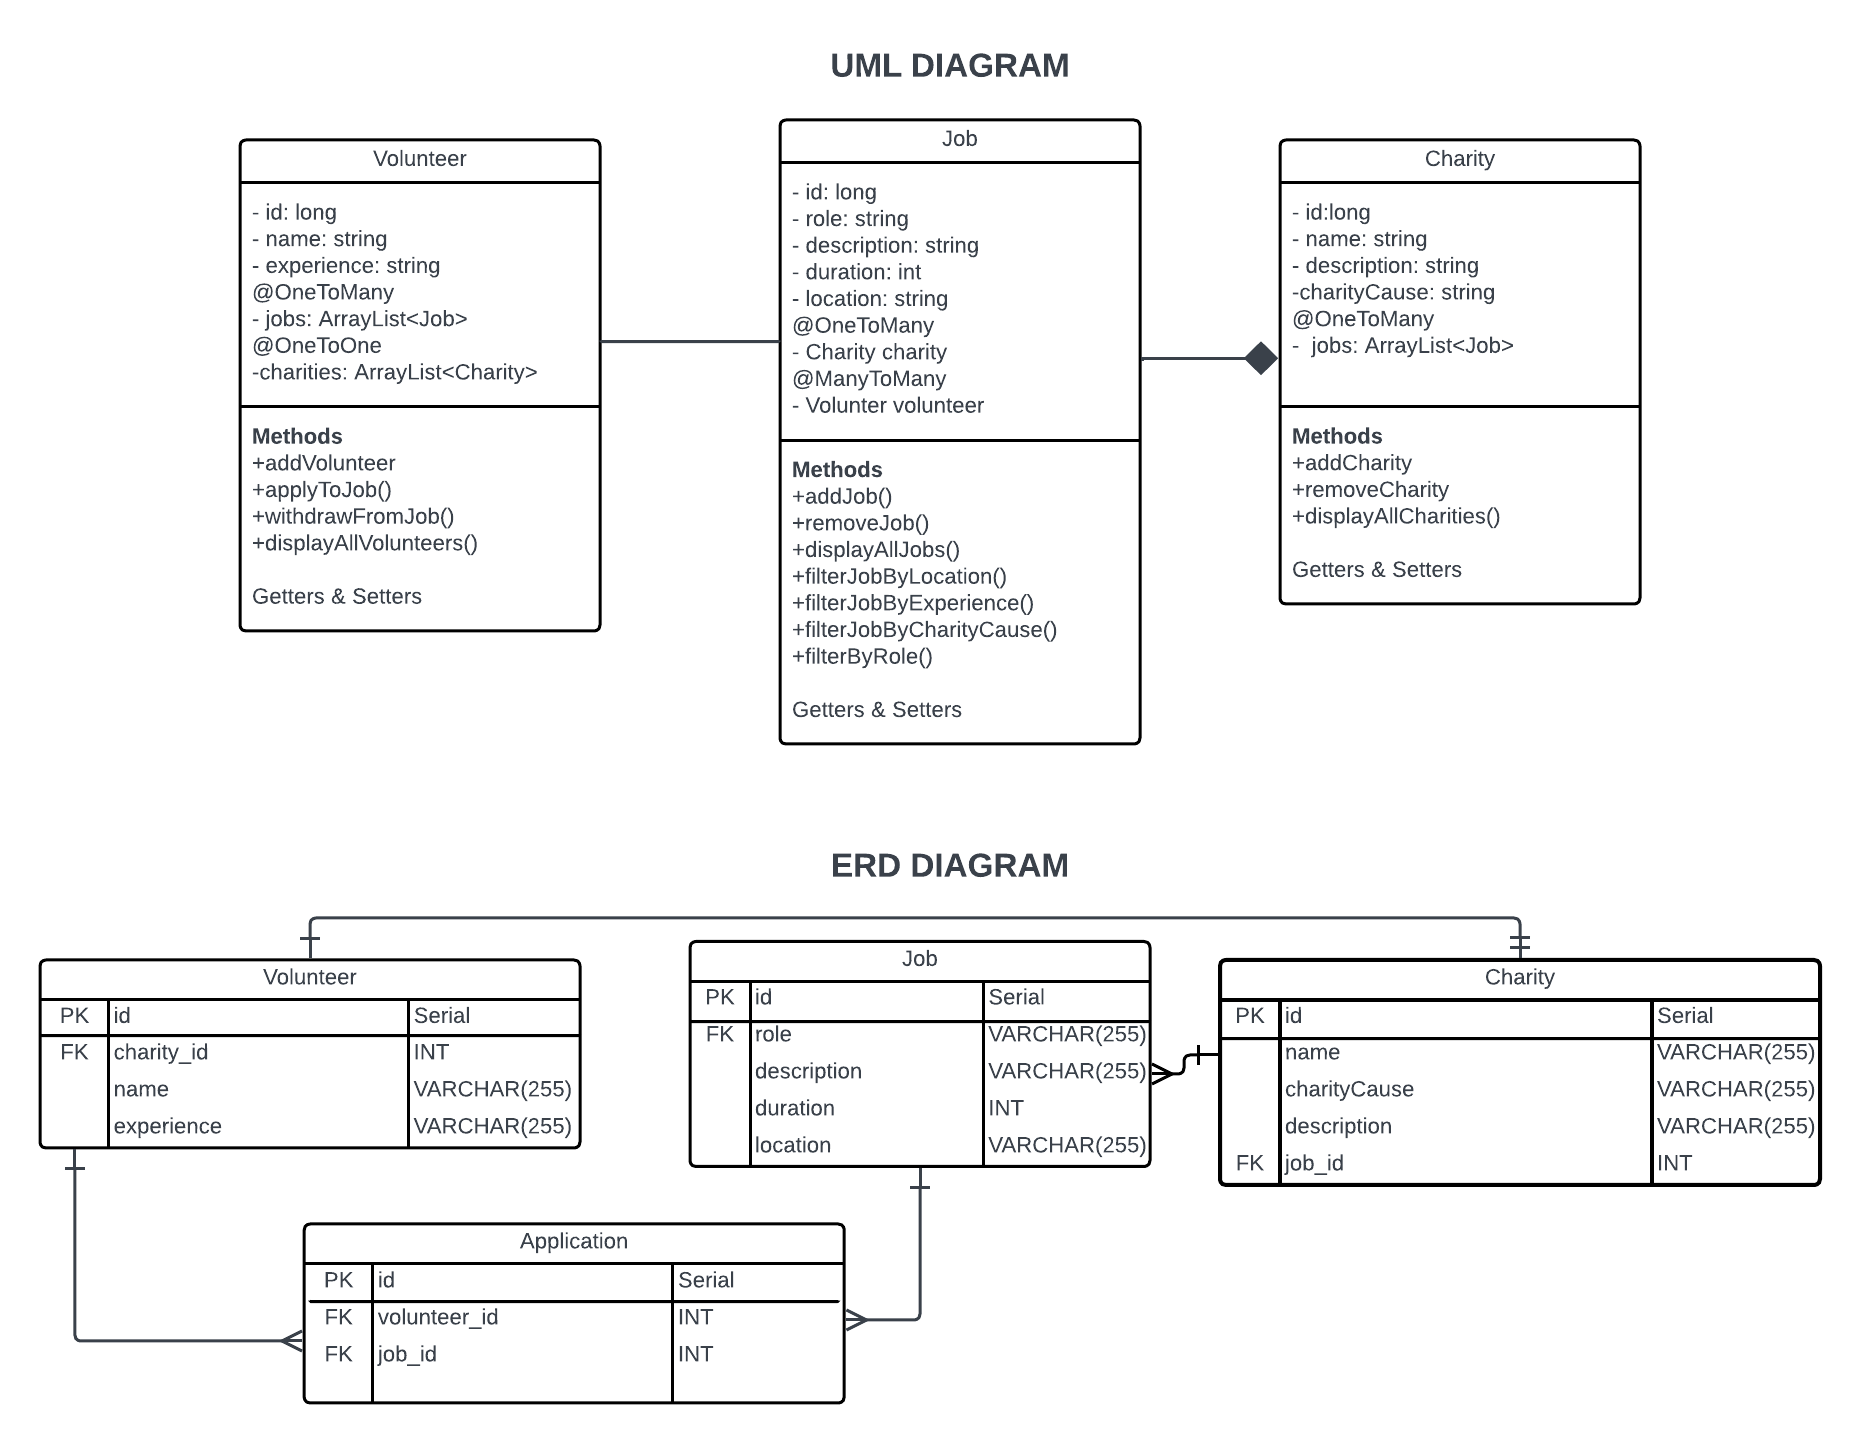 UML DIAGRAM
Volunteer
- id: long
- name: string
- experience: string
@OneToMany
- jobs: ArrayList<Job>
@OneToOne
-charities: ArrayList<Charity>
Methods
+addVolunteer
+applyToJob()
+withdrawFromJob()
+displayAllVolunteers()
Getters & Setters
Job
- id: long
- role: string
- description: string
- duration: int
- location: string
@OneToMany
- Charity charity
@ManyToMany
- Volunter volunteer
Methods
+addJob()
+removeJob()
+displayAllJobs()
+filterJobByLocation()
+filterJobByExperience()
+filterJobByCharityCause()
+filterByRole()
Getters & Setters
Charity
- id:long
- name: string
- description: string
-charityCause: string
@OneToMany
-  jobs: ArrayList<Job>
Methods
+addCharity
+removeCharity
+displayAllCharities()
Getters & Setters
ERD DIAGRAM
Volunteer
PK id Serial
FK charity_id INT
name VARCHAR(255)
experience VARCHAR(255)
Job
PK id Serial
FK role VARCHAR(255)
description VARCHAR(255)
duration INT
location VARCHAR(255)
Charity
PK id Serial
name VARCHAR(255)
charityCause VARCHAR(255)
description VARCHAR(255)
FK job_id INT
Application
PK id Serial
FK volunteer_id INT
FK job_id INT